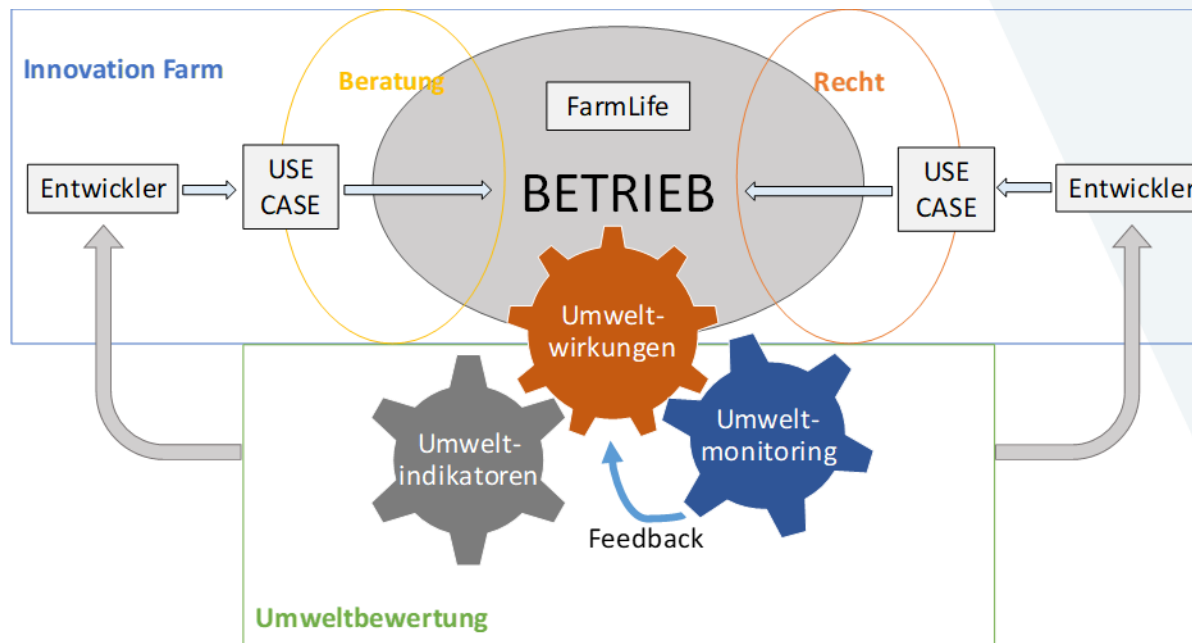 Innovation Farm
Beratung
Recht
FarmLife
Entwickler
USE
CASE
BETRIEB
USE
CASE
Entwickler
Umwelt-
wirkungen
Umwelt-
indikatoren
Umwelt-
monitoring
Feedback
Umweltbewertung